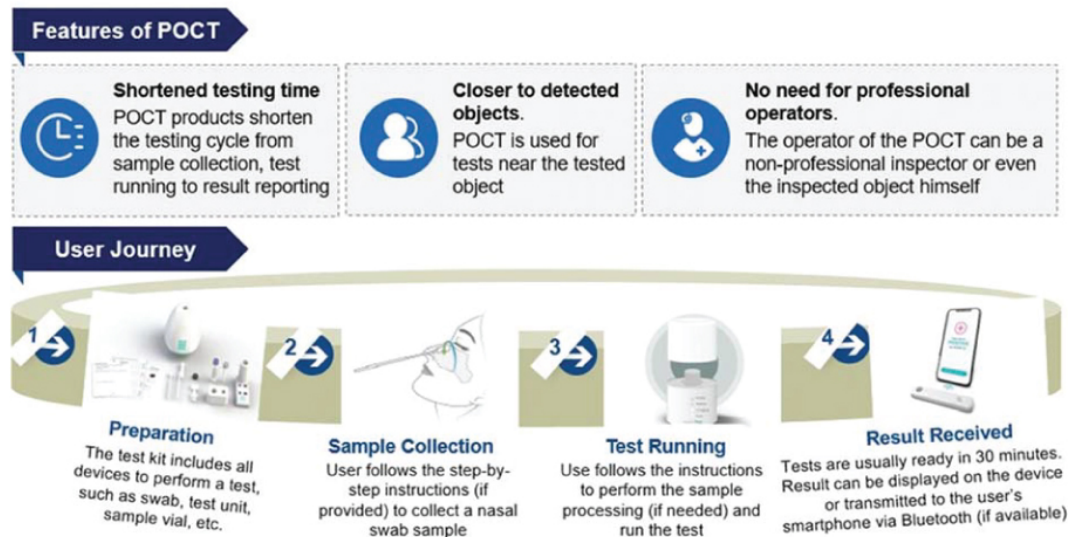 Features of POCT
Shortened testing time
POCT products shorten
the testing cycle from
sample collection, test
running to result reporting
Closer to detected
objects.
POCT is used for
tests near the tested
object
No need for professional
operators.
The operator of the POCT can be a
non-professional inspector or even
the inspected object himself
User Journey
1
Preparation
The test kit includes all
devices to perform a test,
such as swab, test unit,
sample vial, etc.
2
Sample Collection
User follows the step-by-
step instructions (if
provided) to collect a nasal
swab sample
3
Test Running
Use follows the instructions
to perform the sample
processing (if needed) and
run the test
4
Result Received
Tests are usually ready in 30 minutes.
Result can be displayed on the device
or transmitted to the user's
smartphone via Bluetooth (if available)